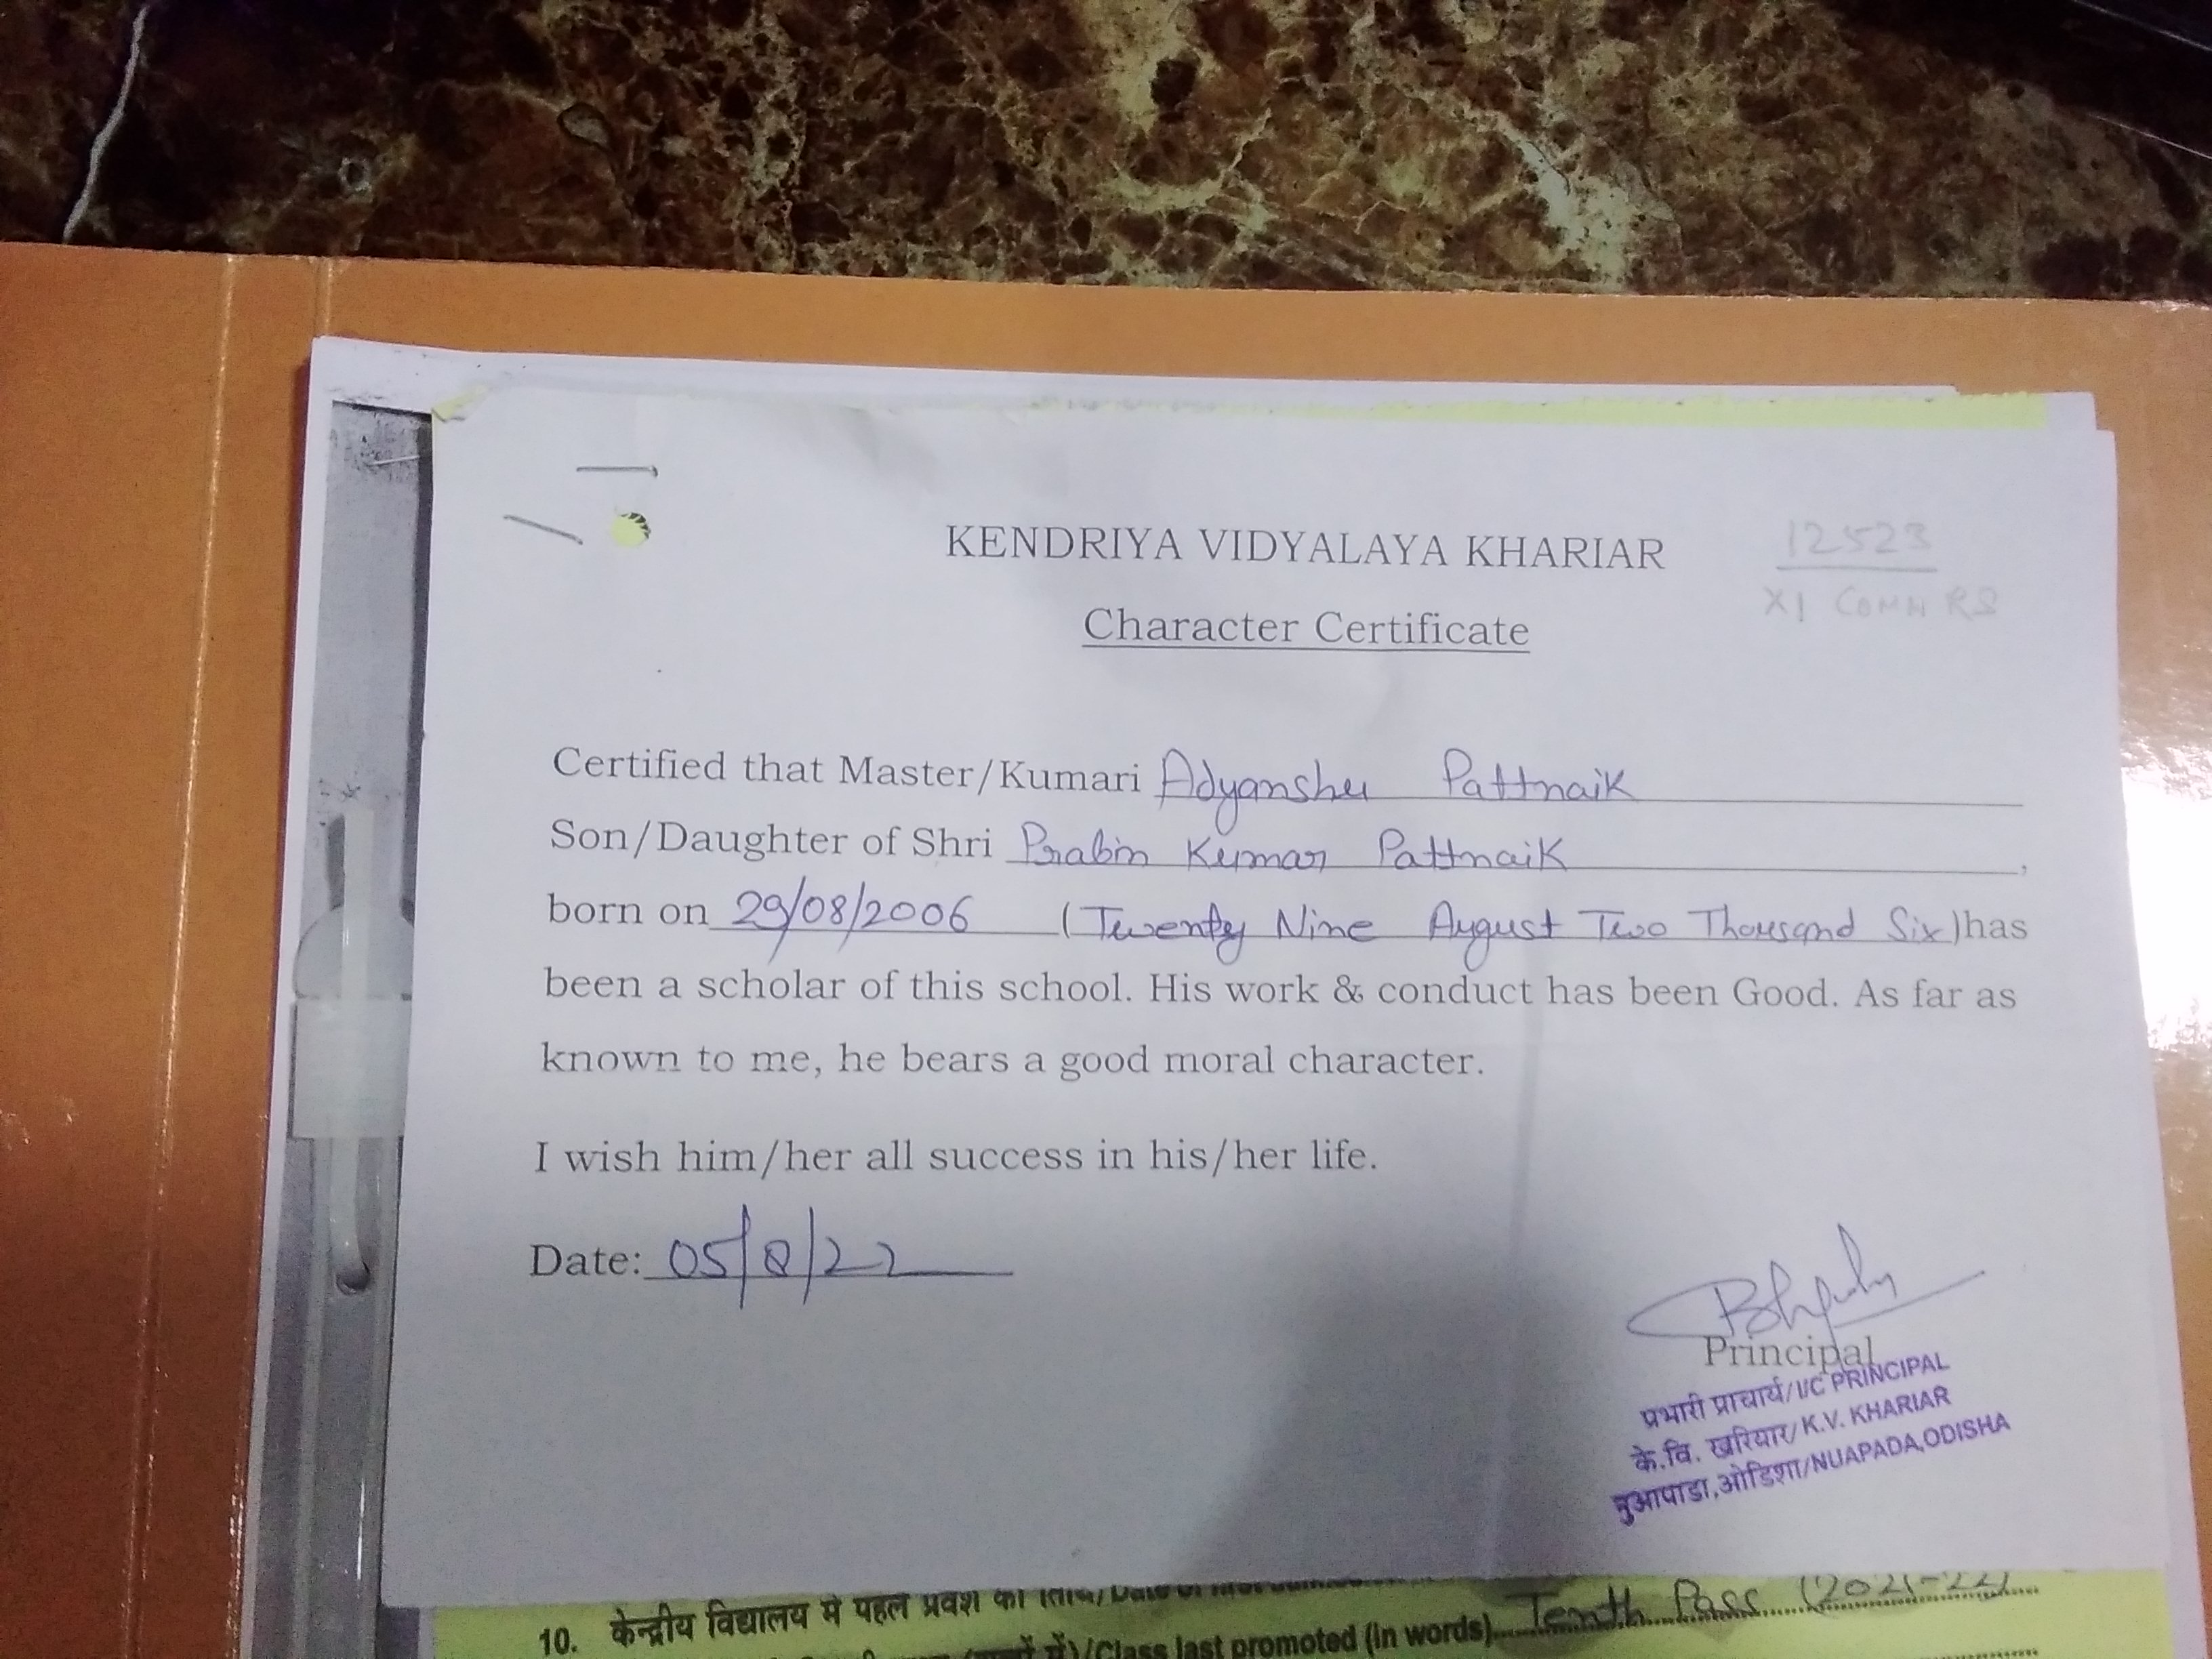 KENDRIYA VIDYALAYA KHARIAR
12523
XI COMM RS
Character Certificate
Certified that Master/Kumari Adyanshu Pattnaik
Son/Daughter of Shri Prabin Kumar Pattnaik,
born on 29/08/2006 (Twenty Nine August Two Thousand Six) has
been a scholar of this school. His work & conduct has been Good. As far as
known to me, he bears a good moral character.
I wish him/her all success in his/her life.
Date: 05/8/22
Principal
प्रभारी प्राचार्य/I/C PRINCIPAL
के.वि. खरियार/K.V. KHARIAR
नुआपाडा,ओडिशा/NUAPADA,ODISHA
10. केन्द्रीय विद्यालय में पहले प्रवेश की तिथि/Date of
/Class last promoted (in words) Tenth Pass (2021-22)